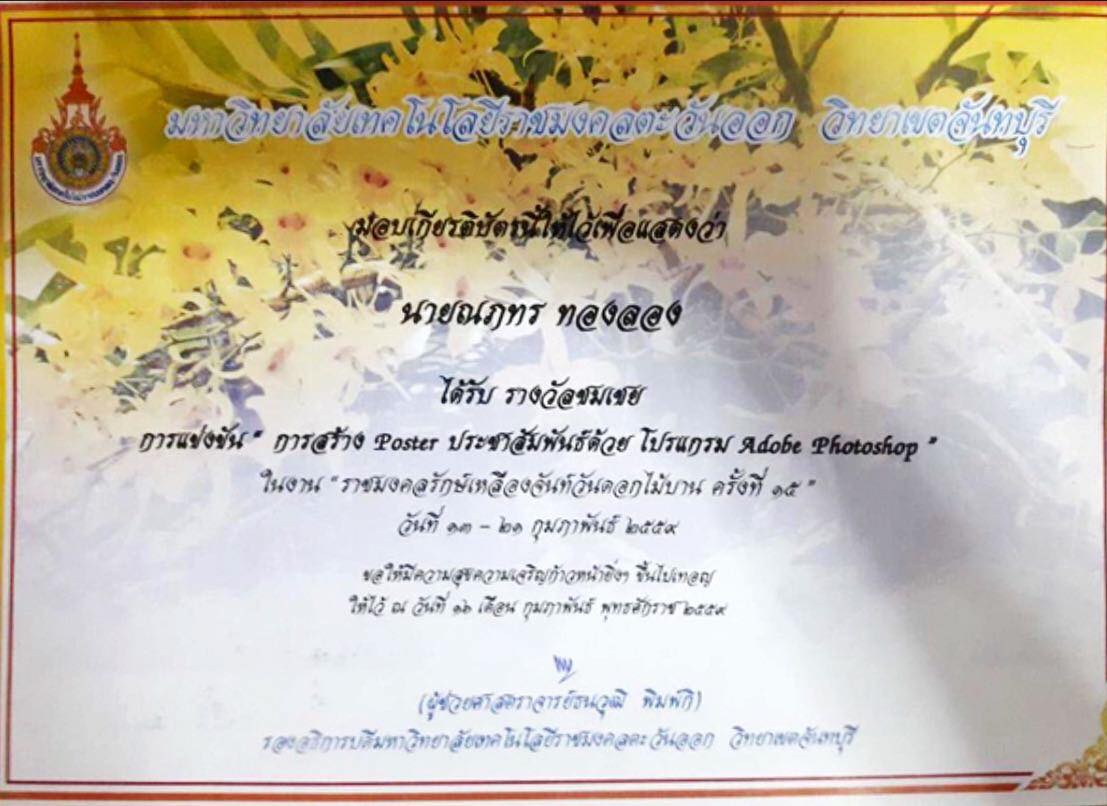 มหาวิทยาลัยเทคโนโลยีราชมงคลตะวันออก วิทยาเขตจันทบุรี
มอบเกียรติบัตรนี้ให้ไว้เพื่อแสดงว่า
นายณภทร ทองลอง
ได้รับ รางวัลชมเชย
การแข่งขัน " การสร้าง Poster ประชาสัมพันธ์ด้วย โปรแกรม Adobe Photoshop "
ในงาน " ราชมงคลรักษ์เหลืองจันท์วันดอกไม้บาน ครั้งที่ ๑๕ "
วันที่ ๑๓ – ๒๑ กุมภาพันธ์ ๒๕๕๙
ขอให้มีความสุขความเจริญก้าวหน้ายิ่งๆ ขึ้นไปเทอญ
ให้ไว้ ณ วันที่ ๑๖ เดือน กุมภาพันธ์ พุทธศักราช ๒๕๕๙
(ผู้ช่วยศาสตราจารย์ธนวุฒิ พิมพ์กิ)
รองอธิการบดีมหาวิทยาลัยเทคโนโลยีราชมงคลตะวันออก วิทยาเขตจันทบุรี